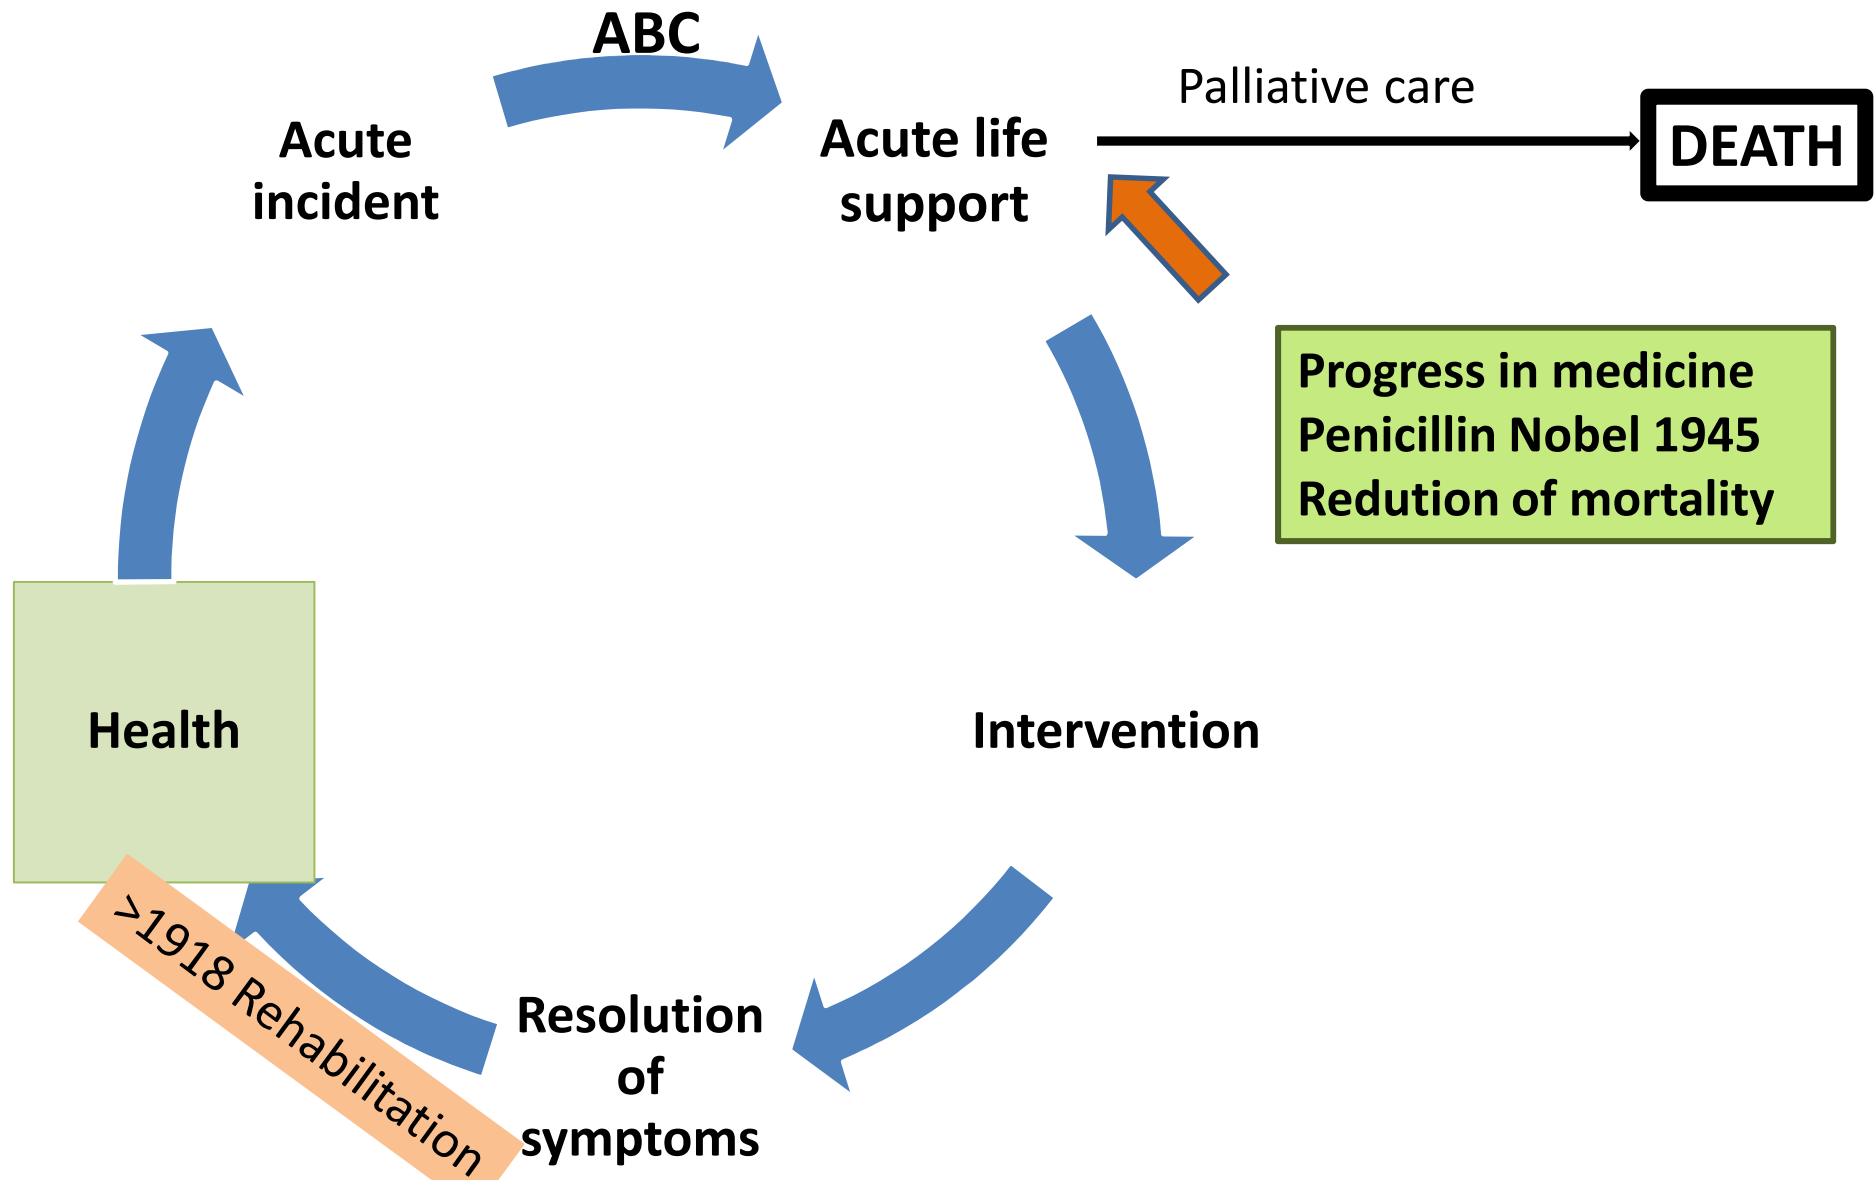 ABC
Palliative care
Acute
incident
Acute life
support
DEATH
Progress in medicine
Penicillin Nobel 1945
Redution of mortality
Health
Intervention
>1918 Rehabilitation
Resolution
of
symptoms